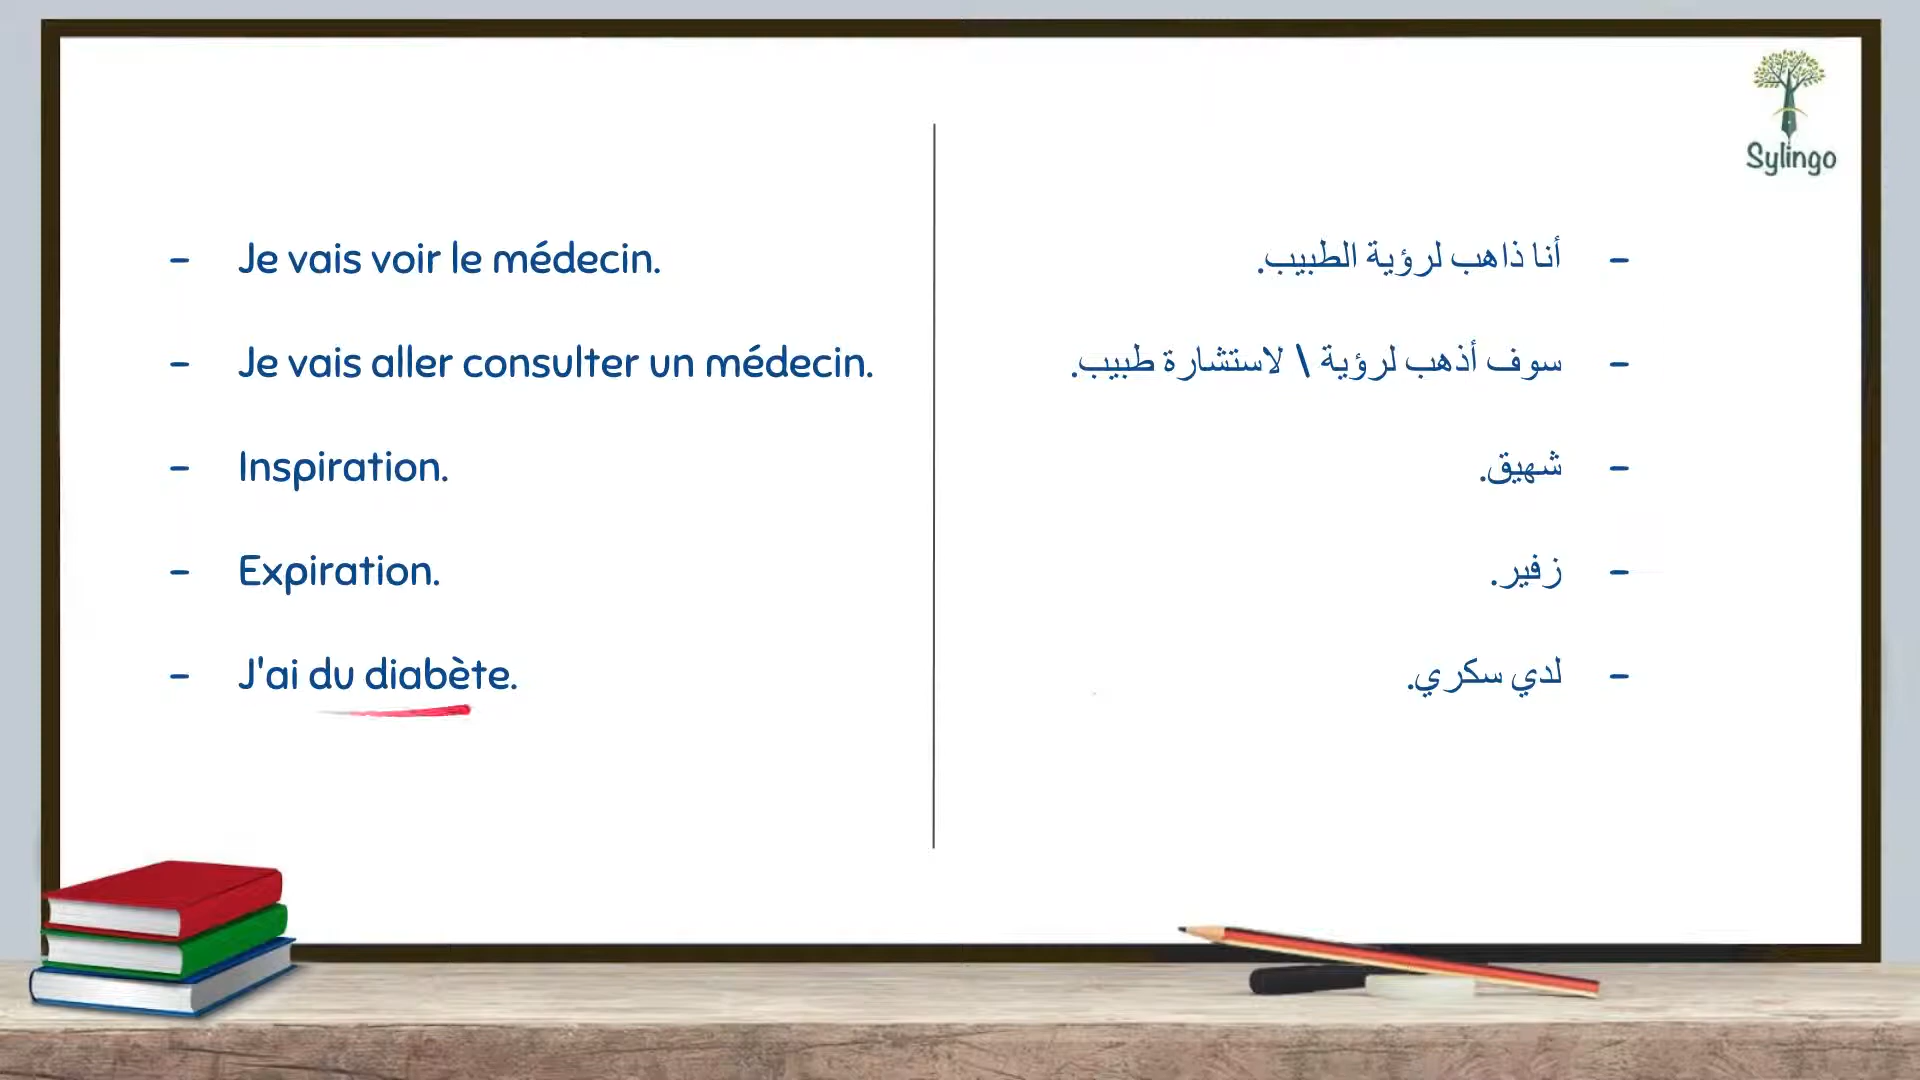 Sylingo
- Je vais voir le médecin.
- أنا ذاهب لرؤية الطبيب.
- Je vais aller consulter un médecin.
- سوف أذهب لرؤية \ لاستشارة طبيب.
- Inspiration.
- شهيق.
- Expiration.
- زفير.
- J'ai du diabète.
- لدي سكري.